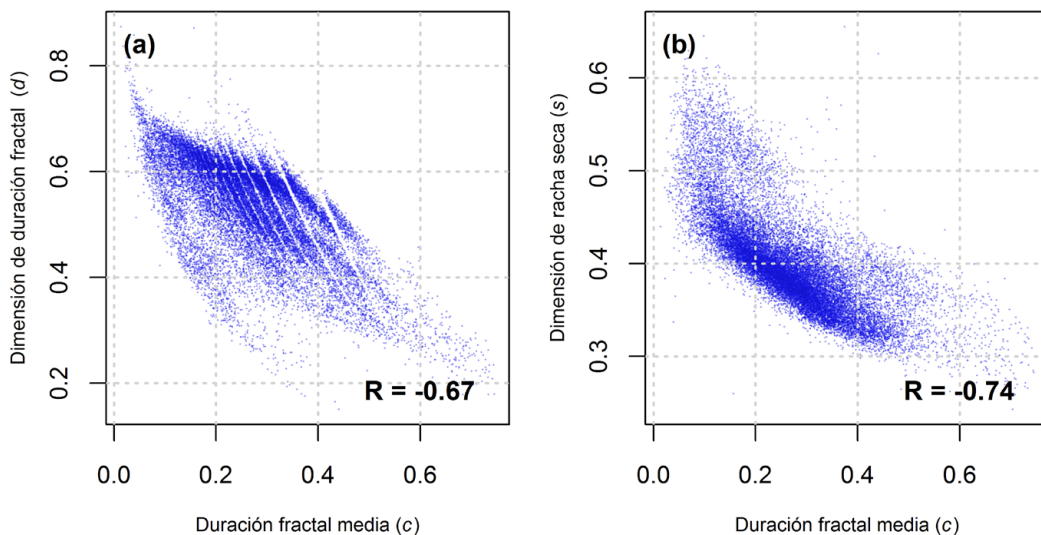 (a)
Dimensión de duración fractal (d)
0.8
0.6
0.4
0.2
R = -0.67
0.0 0.2 0.4 0.6
Duración fractal media (c)
(b)
Dimensión de racha seca (s)
0.6
0.5
0.4
0.3
R = -0.74
0.0 0.2 0.4 0.6
Duración fractal media (c)